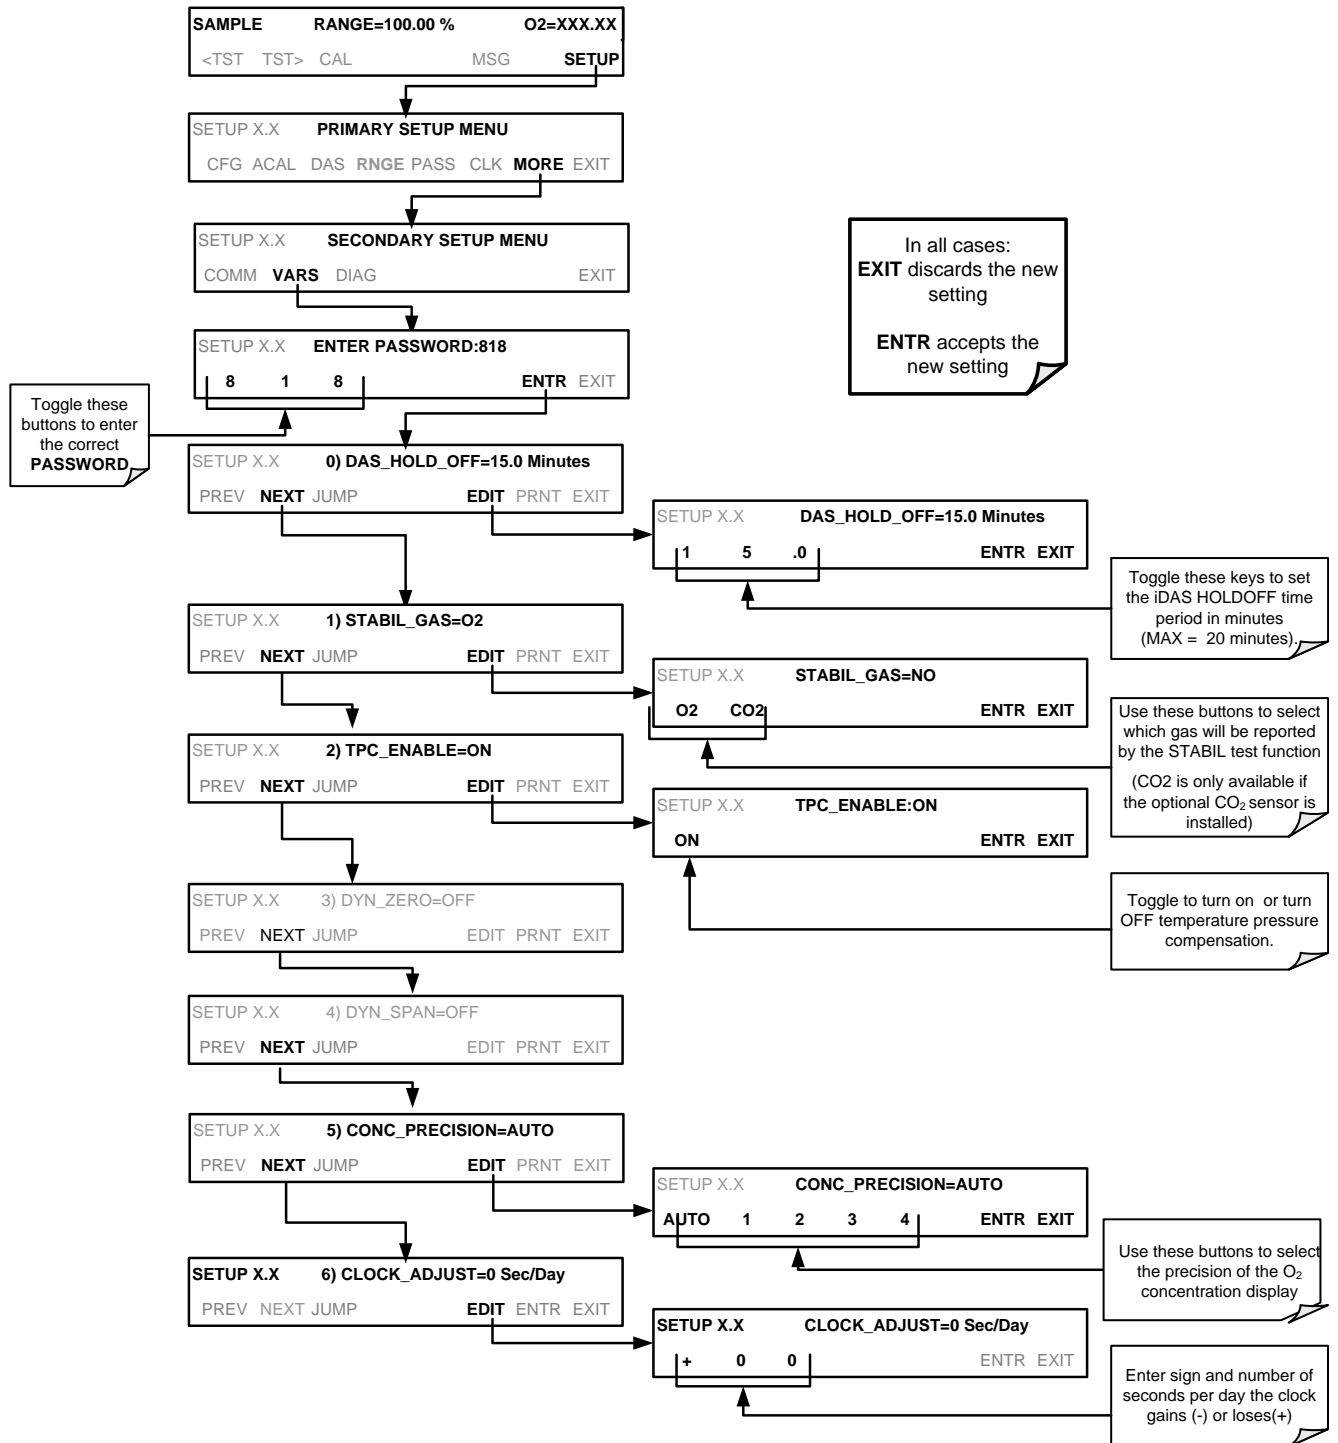 SAMPLE RANGE=100.00 % O2=XXX.XX
<TST TST> CAL MSG SETUP
SETUP X.X PRIMARY SETUP MENU
CFG ACAL DAS RNGE PASS CLK MORE EXIT
SETUP X.X SECONDARY SETUP MENU
COMM VARS DIAG EXIT
In all cases:
EXIT discards the new
setting
ENTR accepts the
new setting
SETUP X.X ENTER PASSWORD:818
8 1 8 ENTR EXIT
Toggle these
buttons to enter
the correct
PASSWORD
SETUP X.X 0) DAS_HOLD_OFF=15.0 Minutes
PREV NEXT JUMP EDIT PRNT EXIT
SETUP X.X DAS_HOLD_OFF=15.0 Minutes
1 5 .0 ENTR EXIT
Toggle these keys to set
the iDAS HOLDOFF time
period in minutes
(MAX = 20 minutes).
SETUP X.X 1) STABIL_GAS=O2
PREV NEXT JUMP EDIT PRNT EXIT
SETUP X.X STABIL_GAS=NO
O2 CO2 ENTR EXIT
Use these buttons to select
which gas will be reported
by the STABIL test function
(CO2 is only available if
the optional CO2 sensor is
installed)
SETUP X.X 2) TPC_ENABLE=ON
PREV NEXT JUMP EDIT PRNT EXIT
SETUP X.X TPC_ENABLE:ON
ON ENTR EXIT
Toggle to turn on or turn
OFF temperature pressure
compensation.
SETUP X.X 3) DYN_ZERO=OFF
PREV NEXT JUMP EDIT PRNT EXIT
SETUP X.X 4) DYN_SPAN=OFF
PREV NEXT JUMP EDIT PRNT EXIT
SETUP X.X 5) CONC_PRECISION=AUTO
PREV NEXT JUMP EDIT PRNT EXIT
SETUP X.X CONC_PRECISION=AUTO
AUTO 1 2 3 4 ENTR EXIT
Use these buttons to select
the precision of the O2
concentration display
SETUP X.X 6) CLOCK_ADJUST=0 Sec/Day
PREV NEXT JUMP EDIT ENTR EXIT
SETUP X.X CLOCK_ADJUST=0 Sec/Day
+ 0 0 ENTR EXIT
Enter sign and number of
seconds per day the clock
gains (-) or loses(+)